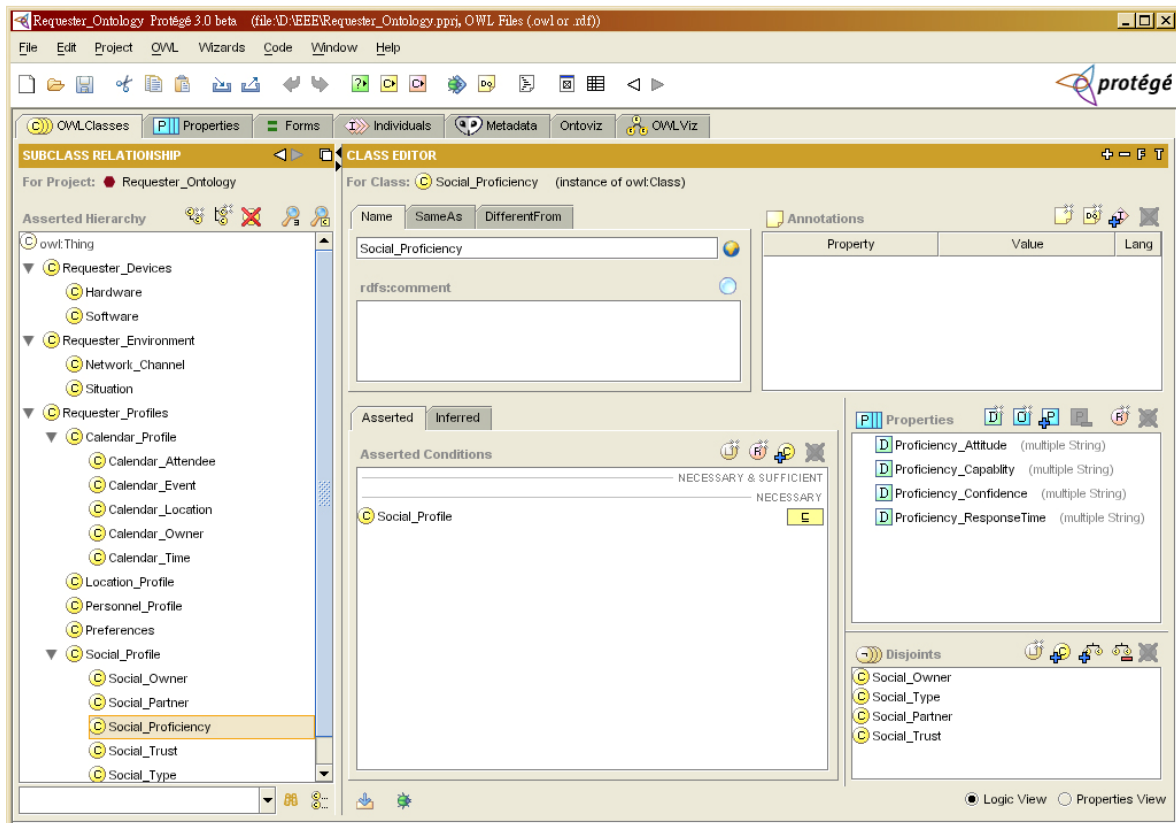 Requester_Ontology Protégé 3.0 beta (file:\D:\EEE\Requester_Ontology.pprj, OWL Files (.owl or .rdf))
File Edit Project OWL Wizards Code Window Help
protégé
OWLClasses Properties Forms Individuals Metadata Ontoviz OWLViz
SUBCLASS RELATIONSHIP
For Project: Requester_Ontology
Asserted Hierarchy
owl:Thing
Requester_Devices
Hardware
Software
Requester_Environment
Network_Channel
Situation
Requester_Profiles
Calendar_Profile
Calendar_Attendee
Calendar_Event
Calendar_Location
Calendar_Owner
Calendar_Time
Location_Profile
Personnel_Profile
Preferences
Social_Profile
Social_Owner
Social_Partner
Social_Proficiency
Social_Trust
Social_Type
CLASS EDITOR
F T
For Class: C Social_Proficiency (instance of owl:Class)
Name SameAs DifferentFrom
Social_Proficiency
rdfs:comment
Annotations
Property Value Lang
Asserted Inferred
Asserted Conditions
NECESSARY & SUFFICIENT
NECESSARY
Social_Profile
Properties
Proficiency_Attitude (multiple String)
Proficiency_Capablity (multiple String)
Proficiency_Confidence (multiple String)
Proficiency_ResponseTime (multiple String)
Disjoints
Social_Owner
Social_Type
Social_Partner
Social_Trust
Logic View Properties View